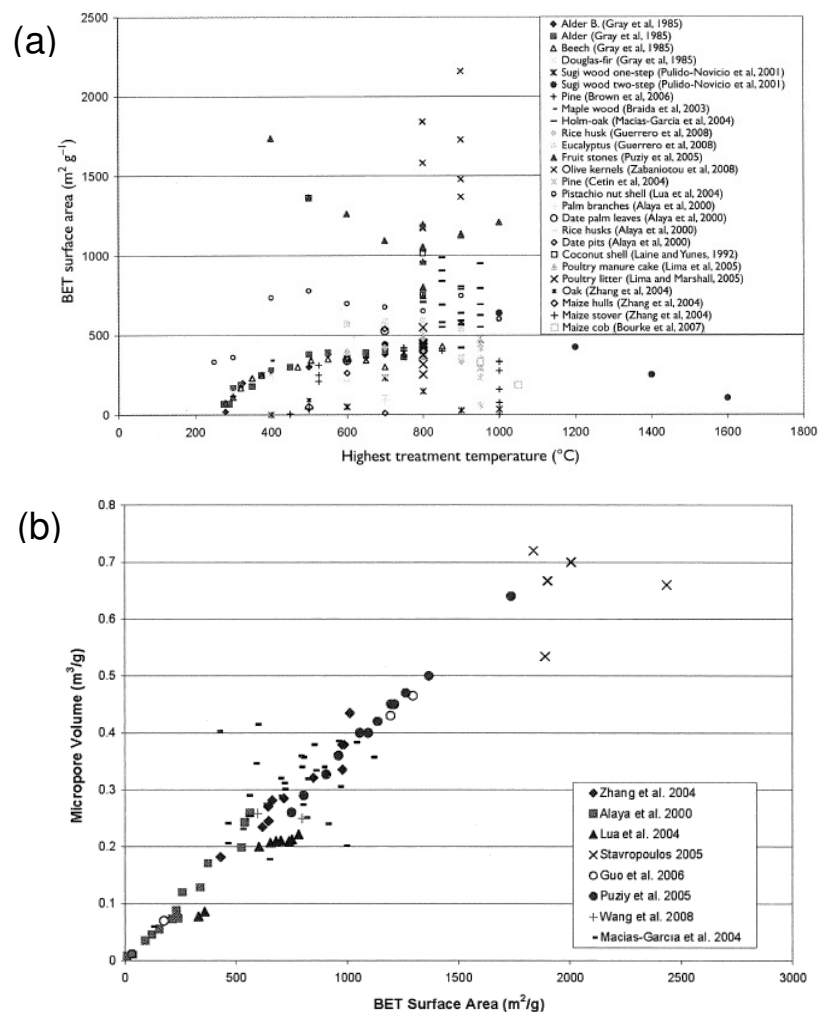 (a)
BET surface area (m² g⁻¹)
2500
2000
1500
1000
500
0
0 200 400 600 800 1000 1200 1400 1600 1800
Highest treatment temperature (°C)
Alder B. (Gray et al, 1985)
Alder (Gray et al, 1985)
Beech (Gray et al, 1985)
Douglas-fir (Gray et al, 1985)
Sugi wood one-step (Pulido-Novicio et al, 2001)
Sugi wood two-step (Pulido-Novicio et al, 2001)
Pine (Brown et al, 2006)
Maple wood (Braida et al, 2003)
Holm-oak (Macias-Garcia et al, 2004)
Rice husk (Guerrero et al, 2008)
Eucalyptus (Guerrero et al, 2008)
Fruit stones (Puziy et al, 2005)
Olive kernels (Zabaniotou et al, 2008)
Pine (Cetin et al, 2004)
Pistachio nut shell (Lua et al, 2004)
Palm branches (Alaya et al, 2000)
Date palm leaves (Alaya et al, 2000)
Rice husks (Alaya et al, 2000)
Date pits (Alaya et al, 2000)
Coconut shell (Laine and Yunes, 1992)
Poultry manure cake (Lima et al, 2005)
Poultry litter (Lima and Marshall, 2005)
Oak (Zhang et al, 2004)
Maize hulls (Zhang et al, 2004)
Maize stover (Zhang et al, 2004)
Maize cob (Bourke et al, 2007)
(b)
Micropore Volume (m³/g)
0.8
0.7
0.6
0.5
0.4
0.3
0.2
0.1
0
0 500 1000 1500 2000 2500 3000
BET Surface Area (m²/g)
Zhang et al. 2004
Alaya et al. 2000
Lua et al. 2004
Stavropoulos 2005
Guo et al. 2006
Puziy et al. 2005
Wang et al. 2008
Macias-Garcia et al. 2004